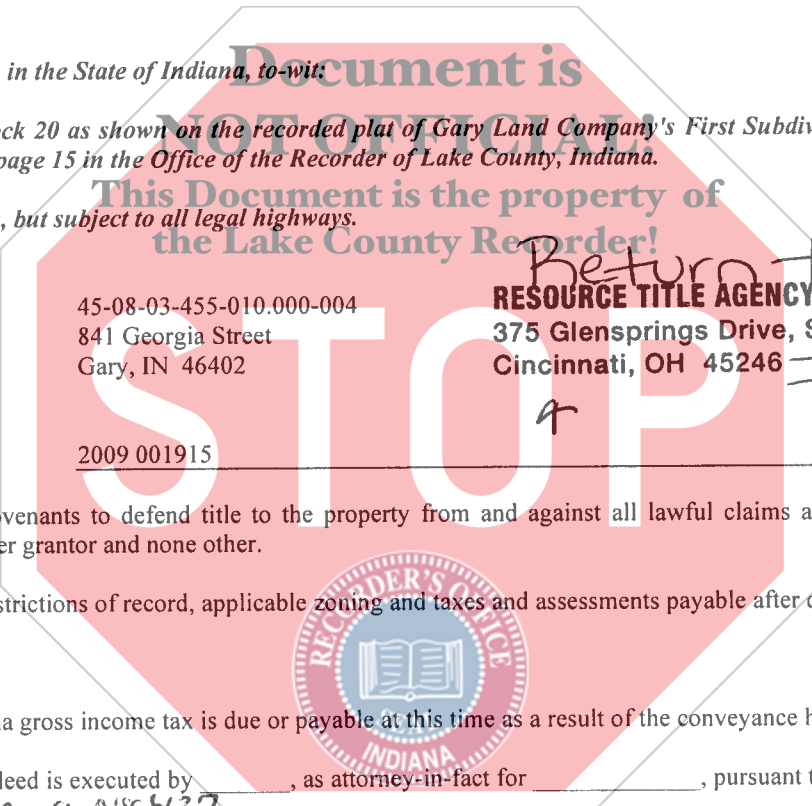 Document is
in the State of Indiana, to-wit:
NOT OFFICIAL!
ck 20 as shown on the recorded plat of Gary Land Company's First Subdiv
page 15 in the Office of the Recorder of Lake County, Indiana.
This Document is the property of
, but subject to all legal highways.
the Lake County Recorder!
Return
45-08-03-455-010.000-004
RESOURCE TITLE AGENCY
841 Georgia Street
375 Glensprings Drive, S
Gary, IN 46402
Cincinnati, OH 45246
STOP
2009 001915
venants to defend title to the property from and against all lawful claims a
er grantor and none other.
RECORDER'S OFFICE
strictions of record, applicable zoning and taxes and assessments payable after d
SEAL
a gross income tax is due or payable at this time as a result of the conveyance h
INDIANA
deed is executed by ______, as attorney-in-fact for ____________, pursuant t